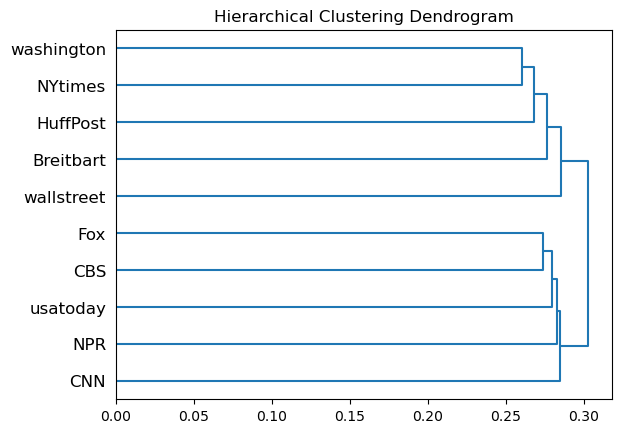 Hierarchical Clustering Dendrogram
washington
NYtimes
HuffPost
Breitbart
wallstreet
Fox
CBS
usatoday
NPR
CNN
0.00 0.05 0.10 0.15 0.20 0.25 0.30